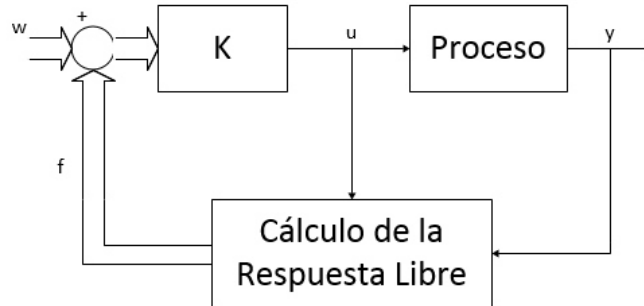 w
+
K
u
Proceso
y
f
Cálculo de la
Respuesta Libre